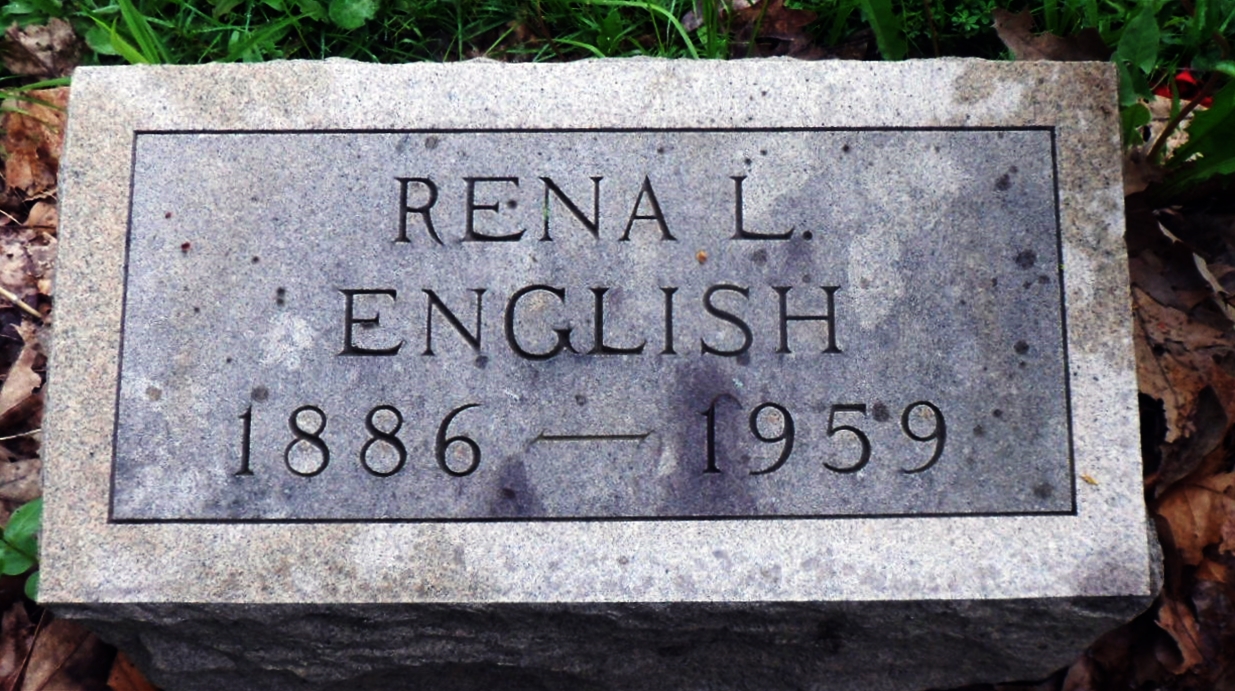 RENA L.
ENGLISH
1886 — 1959